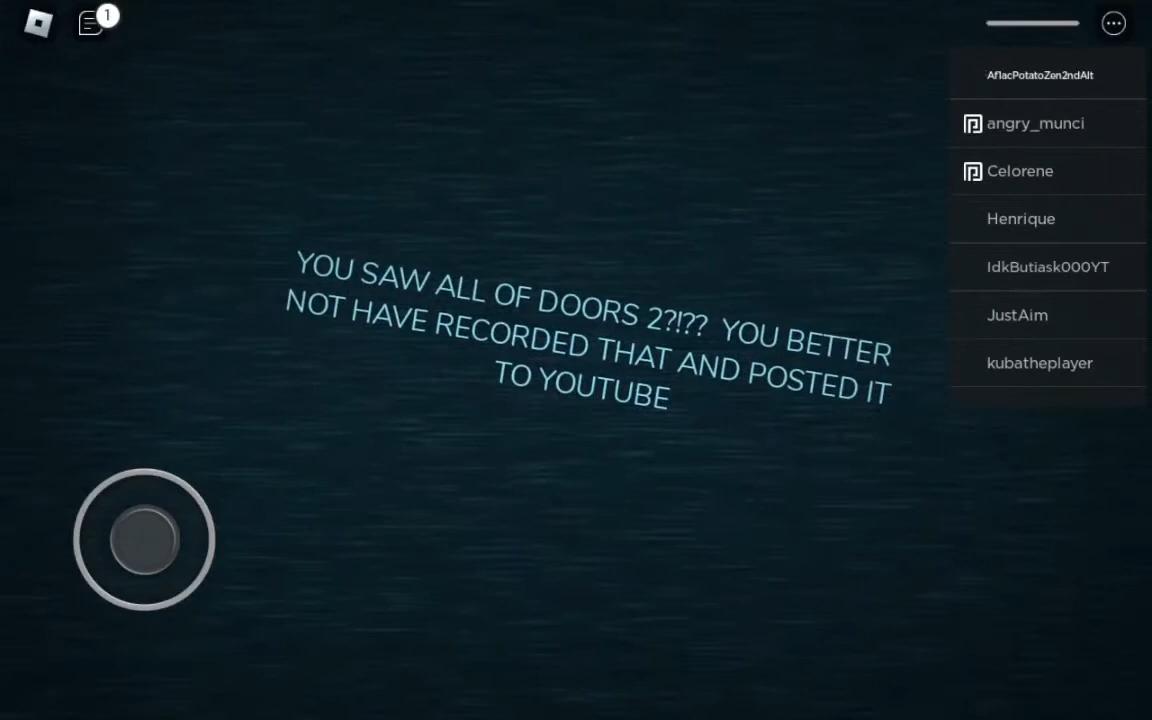 1
Af1acPotatoZen2ndAlt
angry_munci
Celorene
Henrique
IdkButiask000YT
JustAim
kubatheplayer
YOU SAW ALL OF DOORS 2?!?? YOU BETTER
NOT HAVE RECORDED THAT AND POSTED IT
TO YOUTUBE